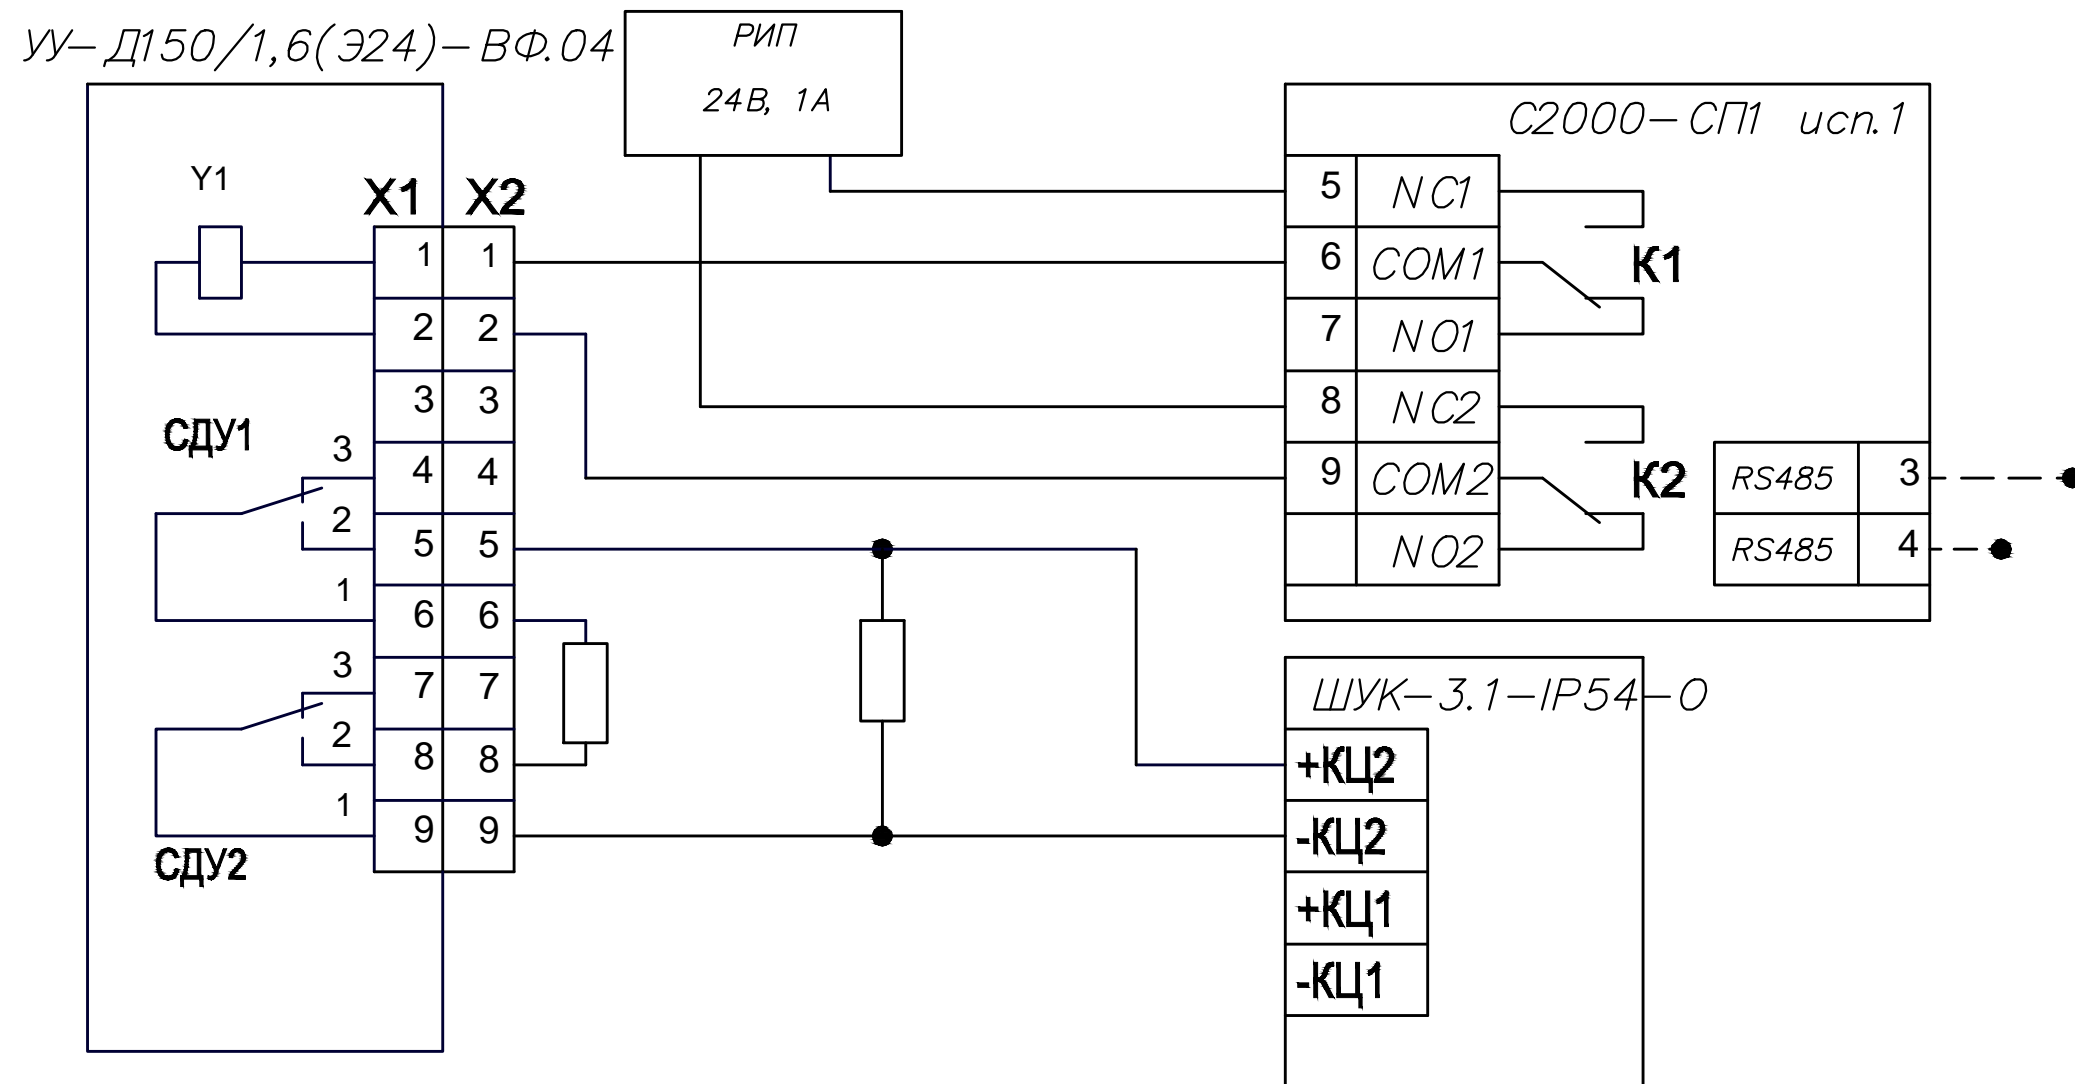 УУ-Д150/1,6(Э24)-ВФ.04
РИП
24В, 1А
С2000-СП1 исп.1
Y1
X1 X2
1 1
2 2
3 3
4 4
5 5
6 6
7 7
8 8
9 9
СДУ1
3
2
1
3
2
1
СДУ2
5 NC1
6 COM1
7 NO1
8 NC2
9 COM2
NO2
К1
К2
RS485 3
RS485 4
ШУК-3.1-IP54-О
+КЦ2
-КЦ2
+КЦ1
-КЦ1